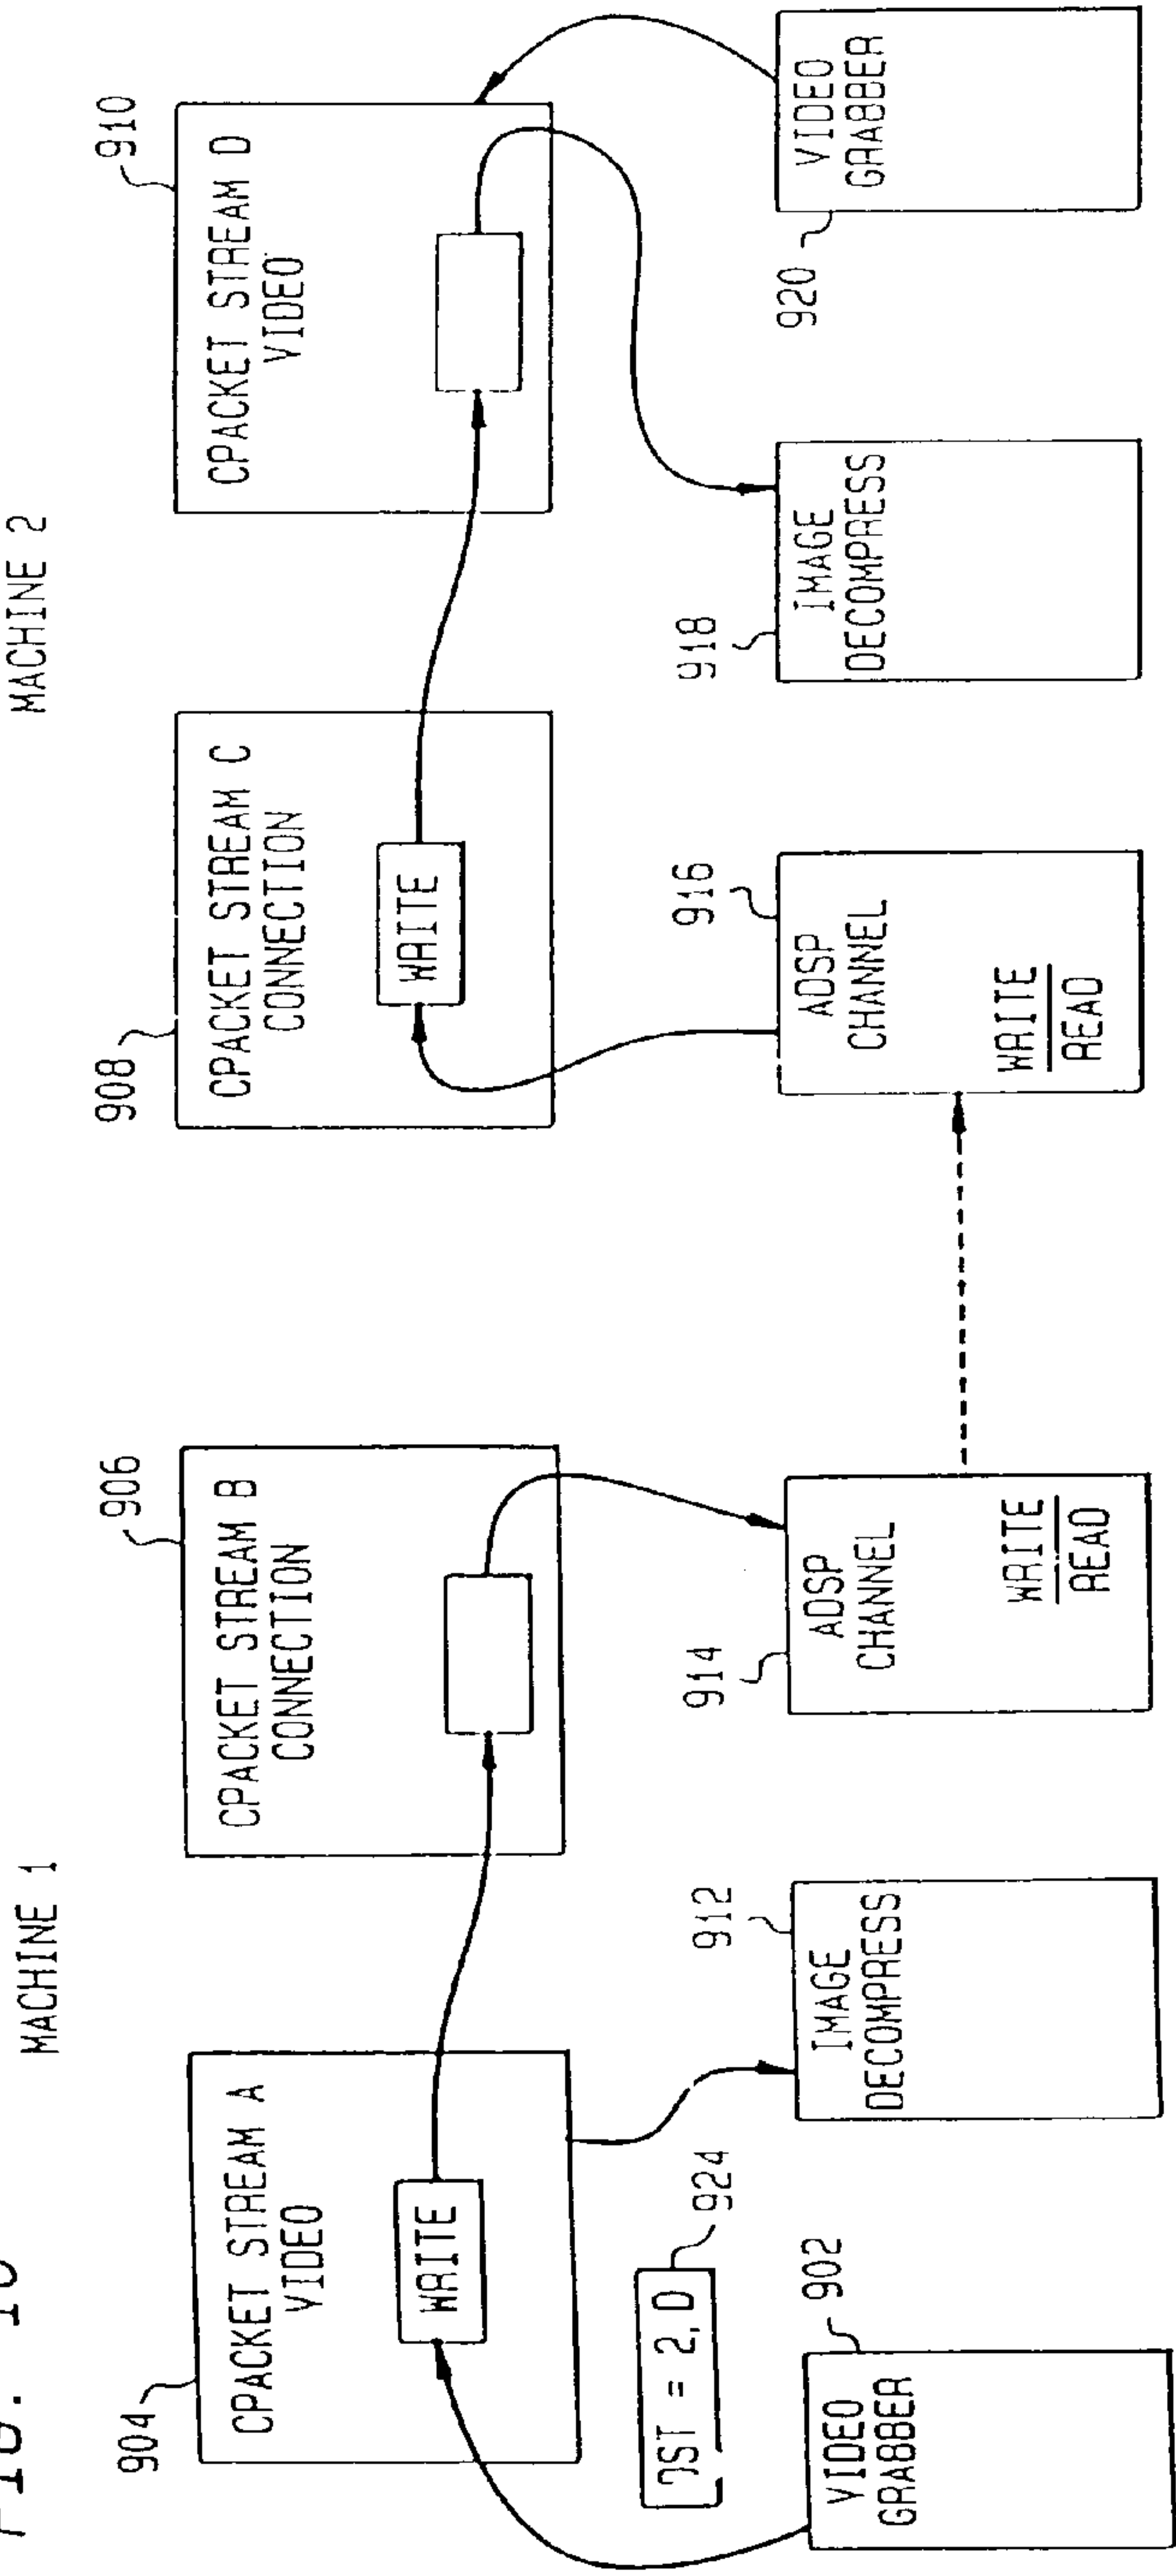 MACHINE 1
MACHINE 2
904
CPACKET STREAM A
VIDEO
WRITE
906
CPACKET STREAM B
CONNECTION
908
CPACKET STREAM C
CONNECTION
WRITE
910
CPACKET STREAM D
VIDEO
924
ST = 2, D
902
VIDEO
GRABBER
912
IMAGE
DECOMPRESS
914
ADSP
CHANNEL
WRITE
READ
916
ADSP
CHANNEL
WRITE
READ
918
IMAGE
DECOMPRESS
920
VIDEO
GRABBER